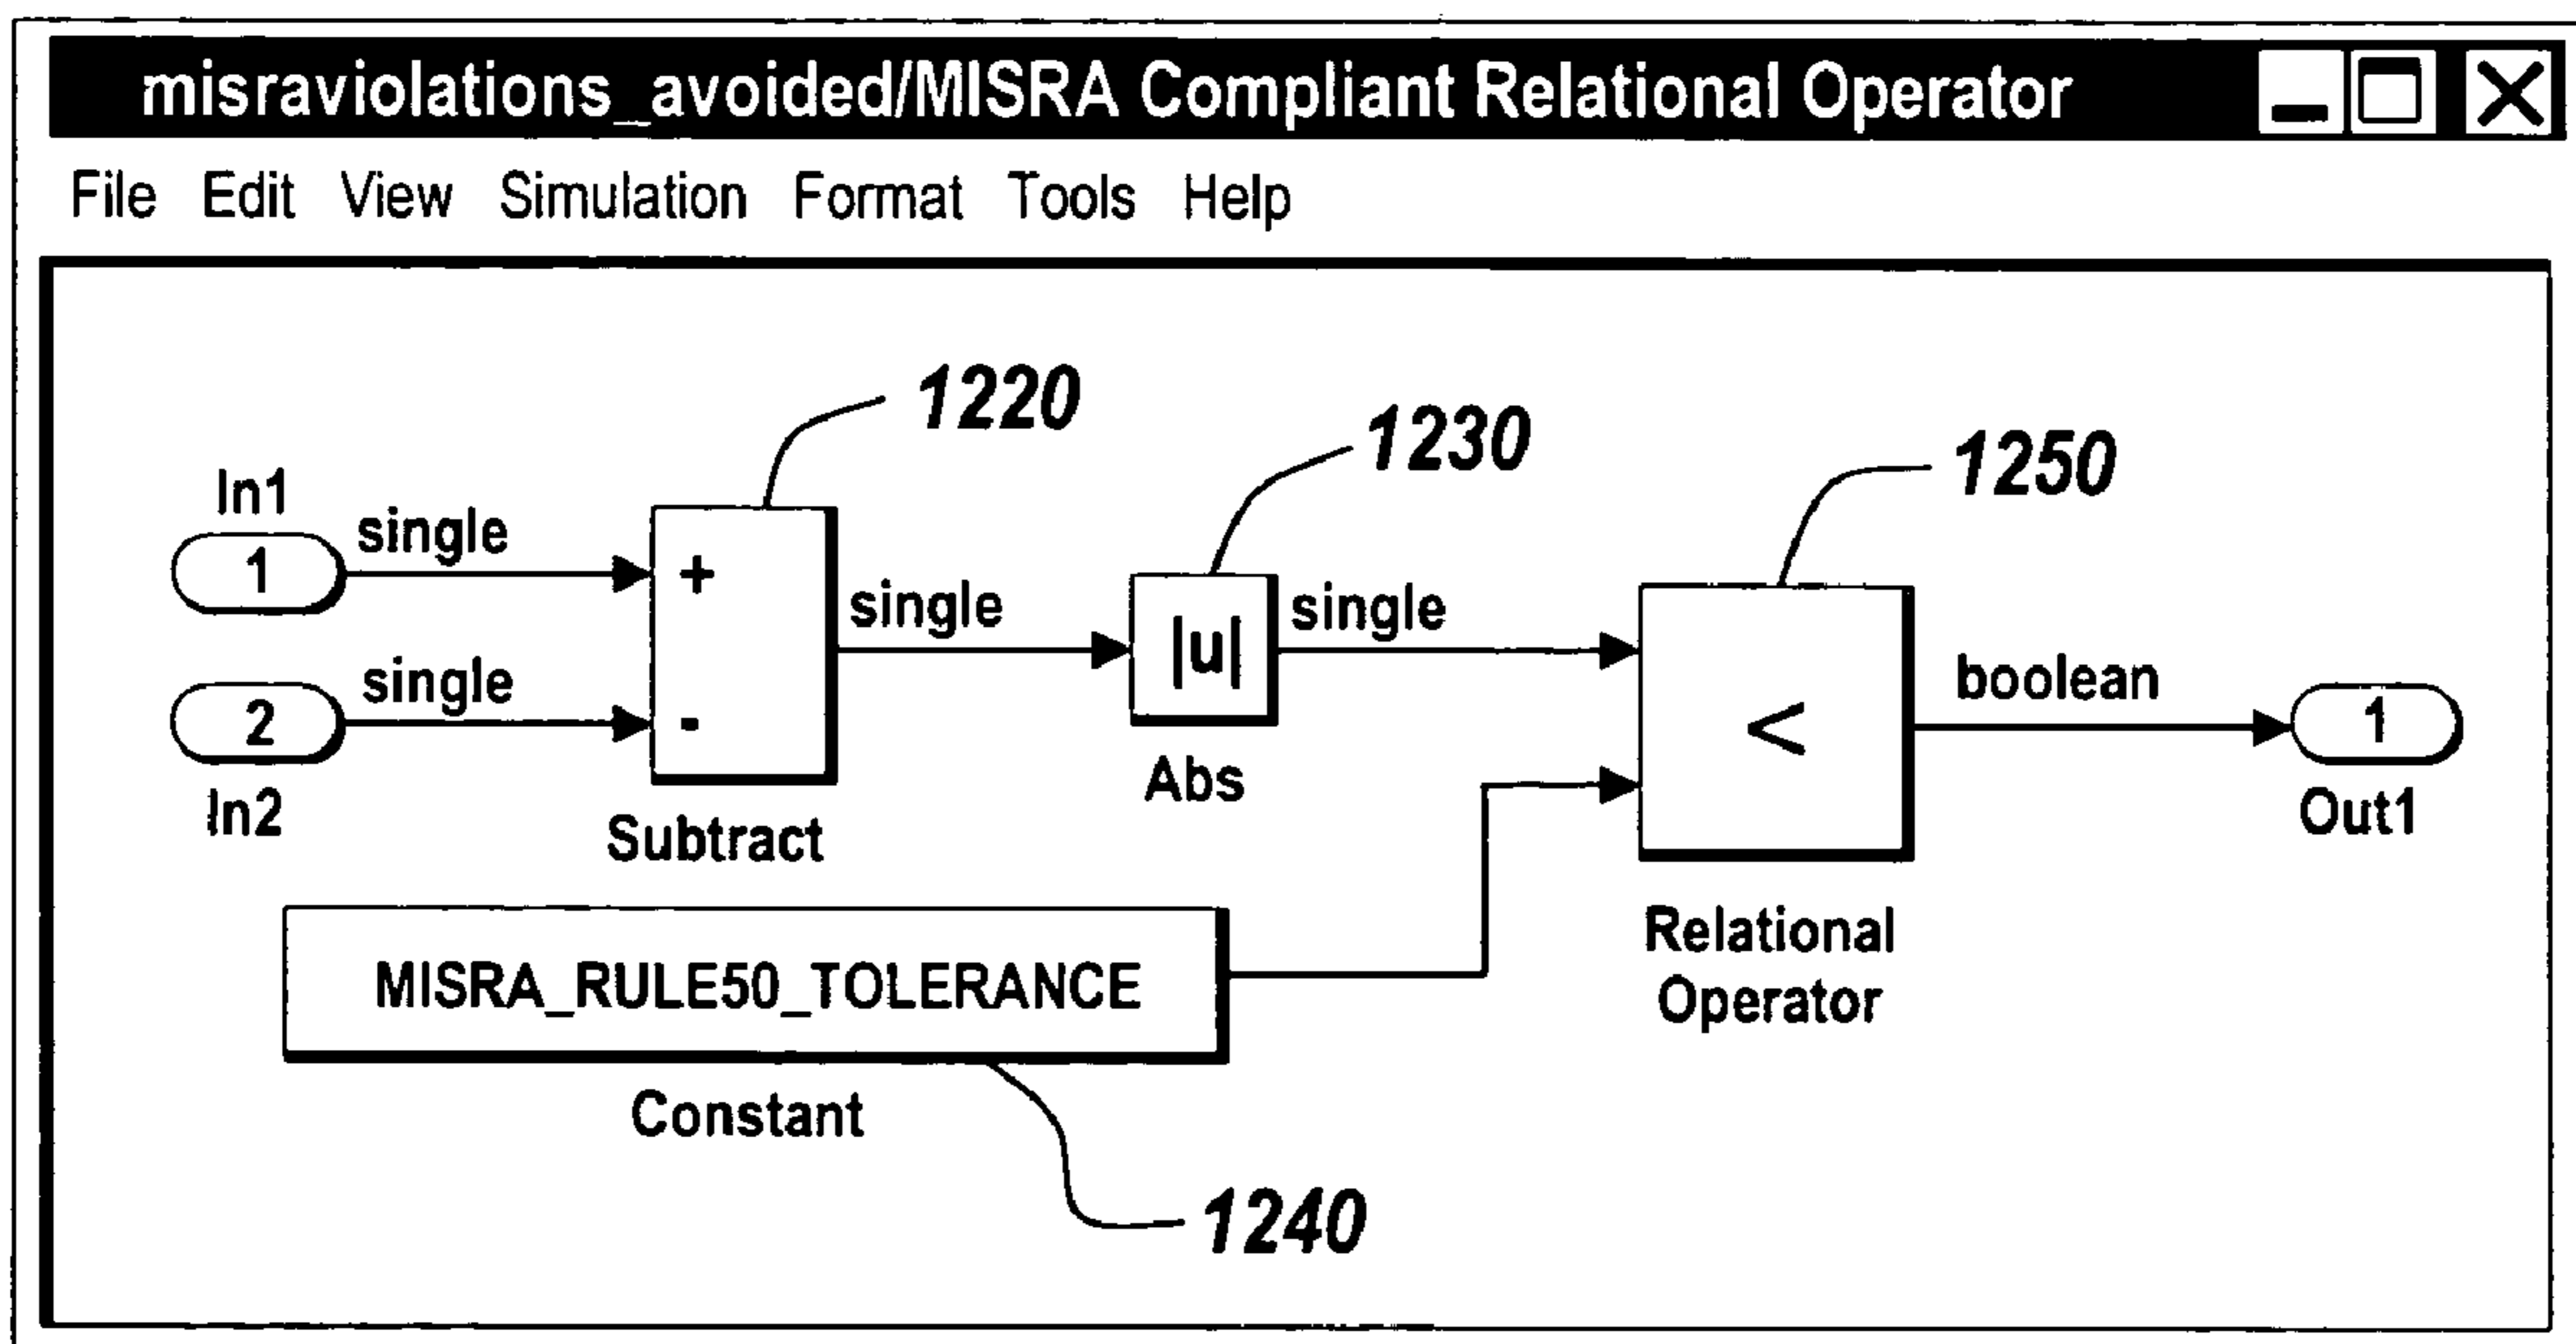 misraviolations_avoided/MISRA Compliant Relational Operator
File Edit View Simulation Format Tools Help
1220
1230
1250
In1
1
single
+
single
|u|
single
<
boolean
1
Out1
2
single
-
In2
Subtract
Abs
Relational
Operator
MISRA_RULE50_TOLERANCE
Constant
1240